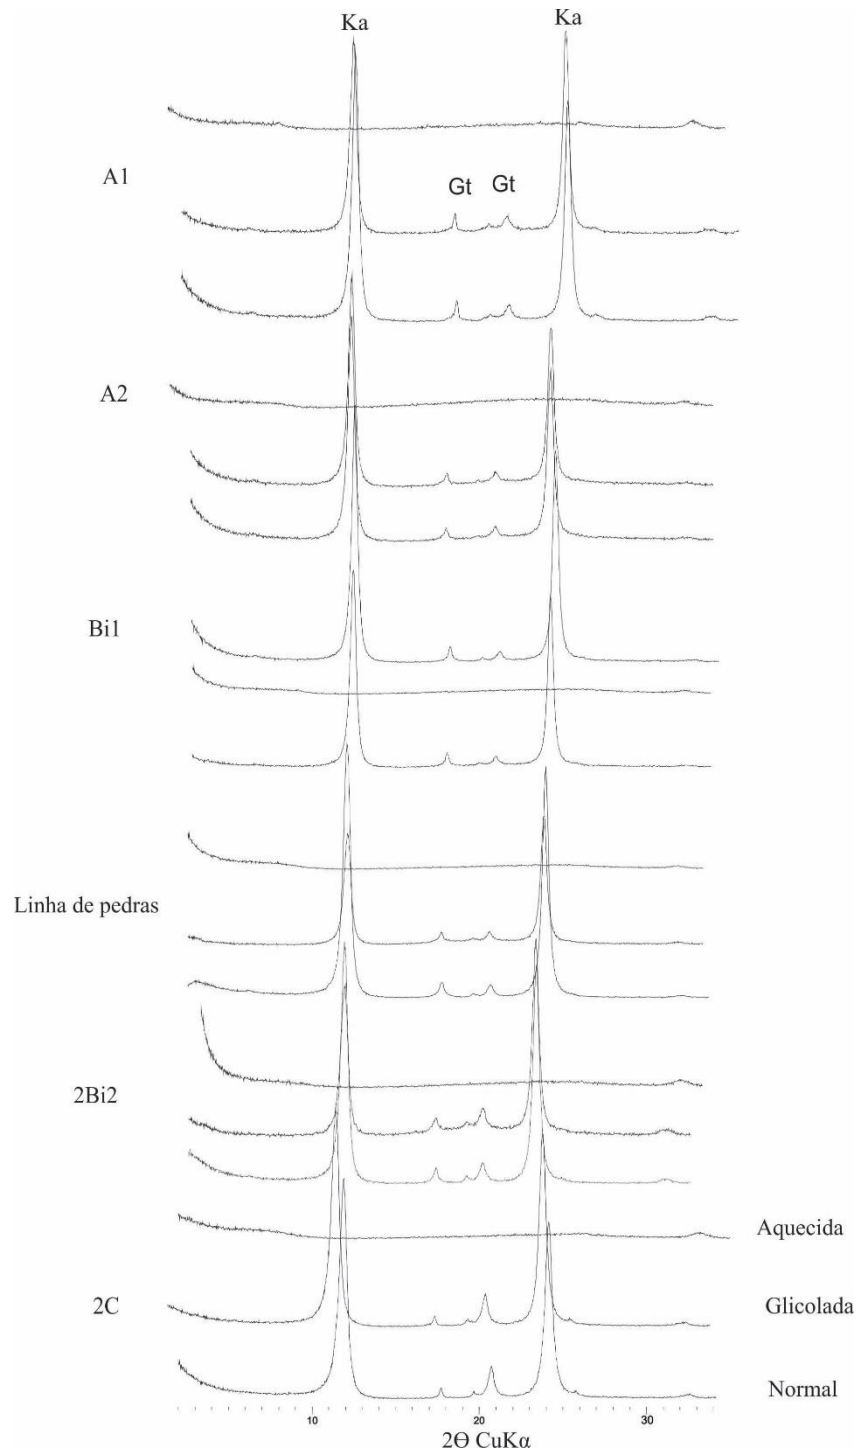 Ka
Ka
A1
Gt
Gt
A2
Bi1
Linha de pedras
2Bi2
Aquecida
2C
Glicolada
Normal
10
20
30
2Ɵ CuKα